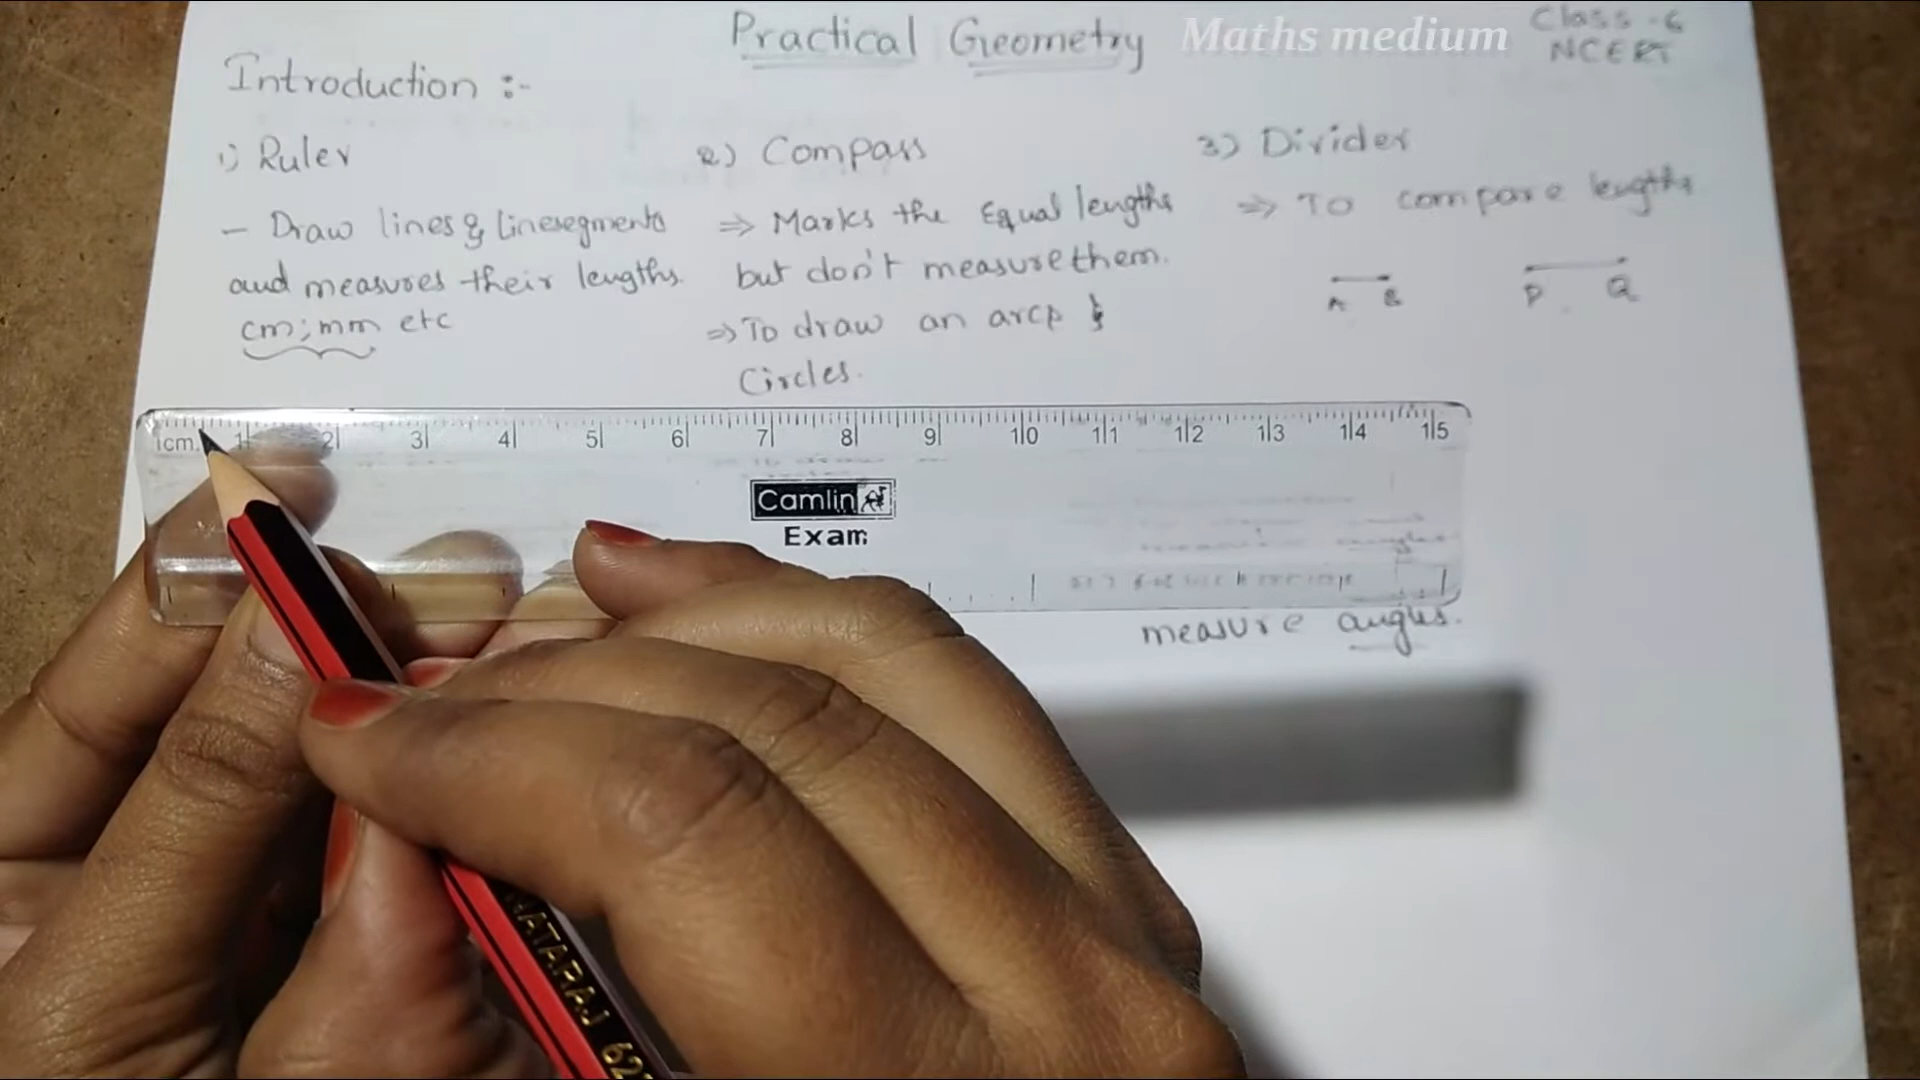 Practical Geometry
Maths medium
Class-6
NCERT
Introduction :-
1) Ruler
- Draw lines & linesegments
and measures their lengths.
cm; mm etc
2) Compass
⇒ Marks the Equal lengths
but don't measure them.
⇒ To draw an arcs &
Circles.
3) Divider
⇒ To compare lengths
A B P Q
cm. 1 2 3 4 5 6 7 8 9 10 11 12 13 14 15
Camlin
Exam
measure angles.
NATARAJ 621